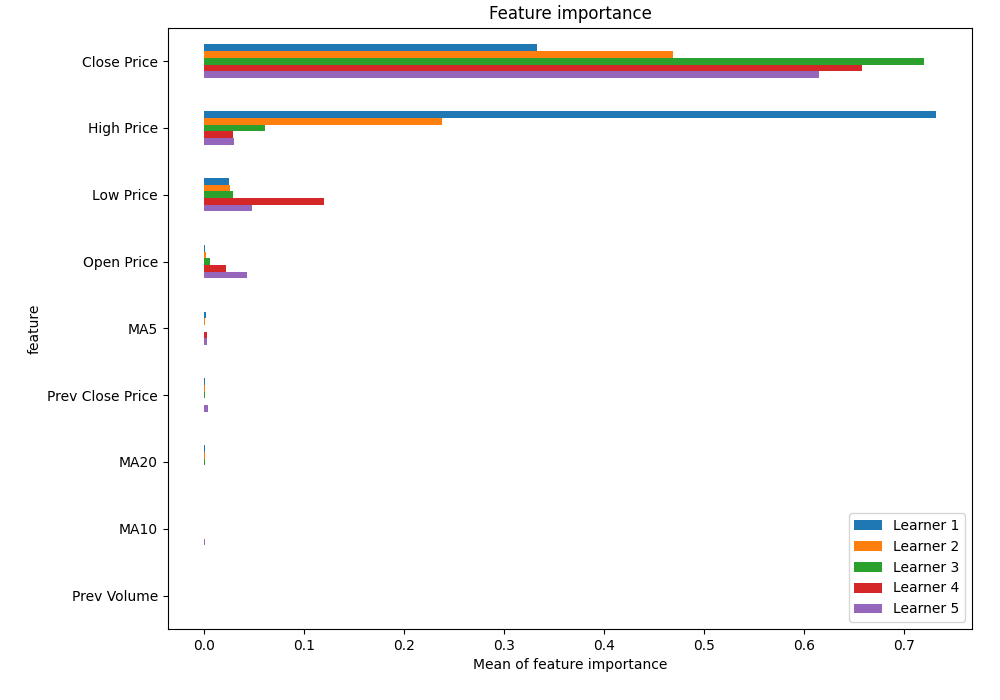 Feature importance
Close Price
High Price
Low Price
Open Price
MA5
Prev Close Price
MA20
MA10
Prev Volume
feature
Learner 1
Learner 2
Learner 3
Learner 4
Learner 5
0.0 0.1 0.2 0.3 0.4 0.5 0.6 0.7
Mean of feature importance